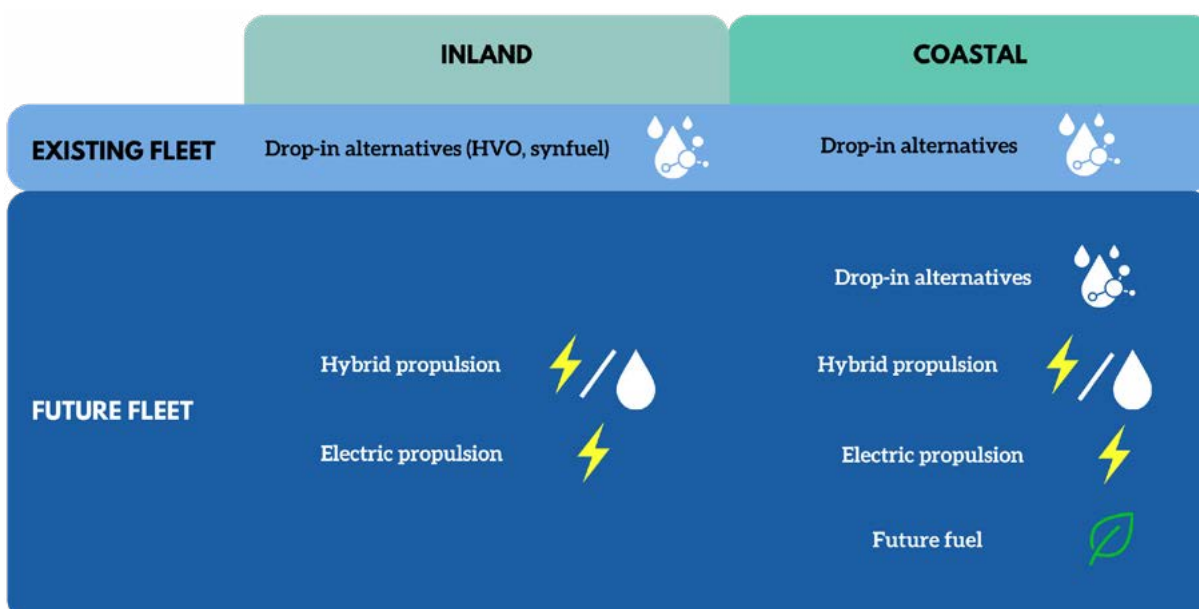 INLAND
COASTAL
EXISTING FLEET
Drop-in alternatives (HVO, synfuel)
Drop-in alternatives
FUTURE FLEET
Hybrid propulsion
Electric propulsion
Drop-in alternatives
Hybrid propulsion
Electric propulsion
Future fuel